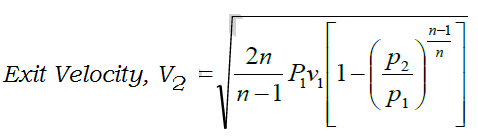 Exit Velocity, V₂ = √(2n/(n−1) P₁v₁[1−(p₂/p₁)^((n−1)/n)])